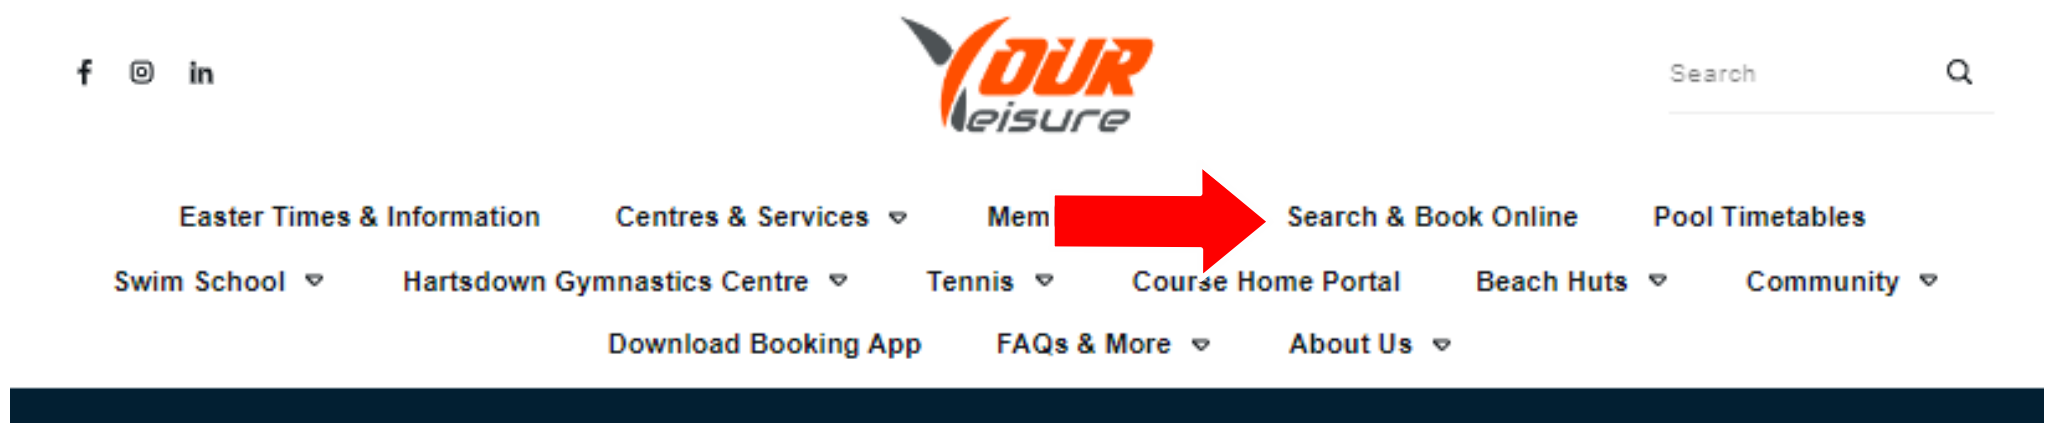 f in
YOUR
Leisure
Search
Easter Times & Information Centres & Services Search & Book Online Pool Timetables
Swim School Hartsdown Gymnastics Centre Tennis Course Home Portal Beach Huts Community
Download Booking App FAQs & More About Us